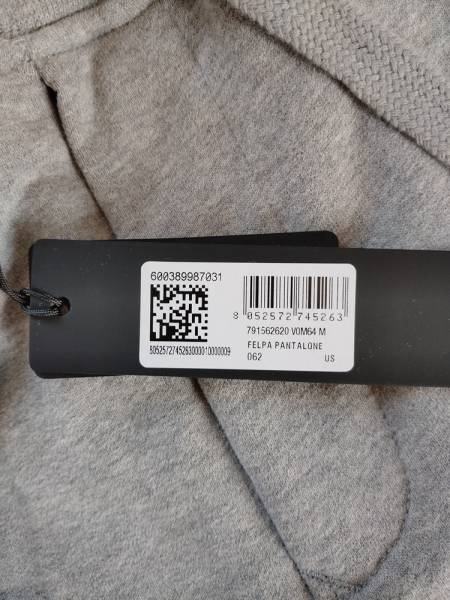 600389987031
8052572745263000010000009
8 052572 745263
791562620 V0M64 M
FELPA PANTALONE
062 US